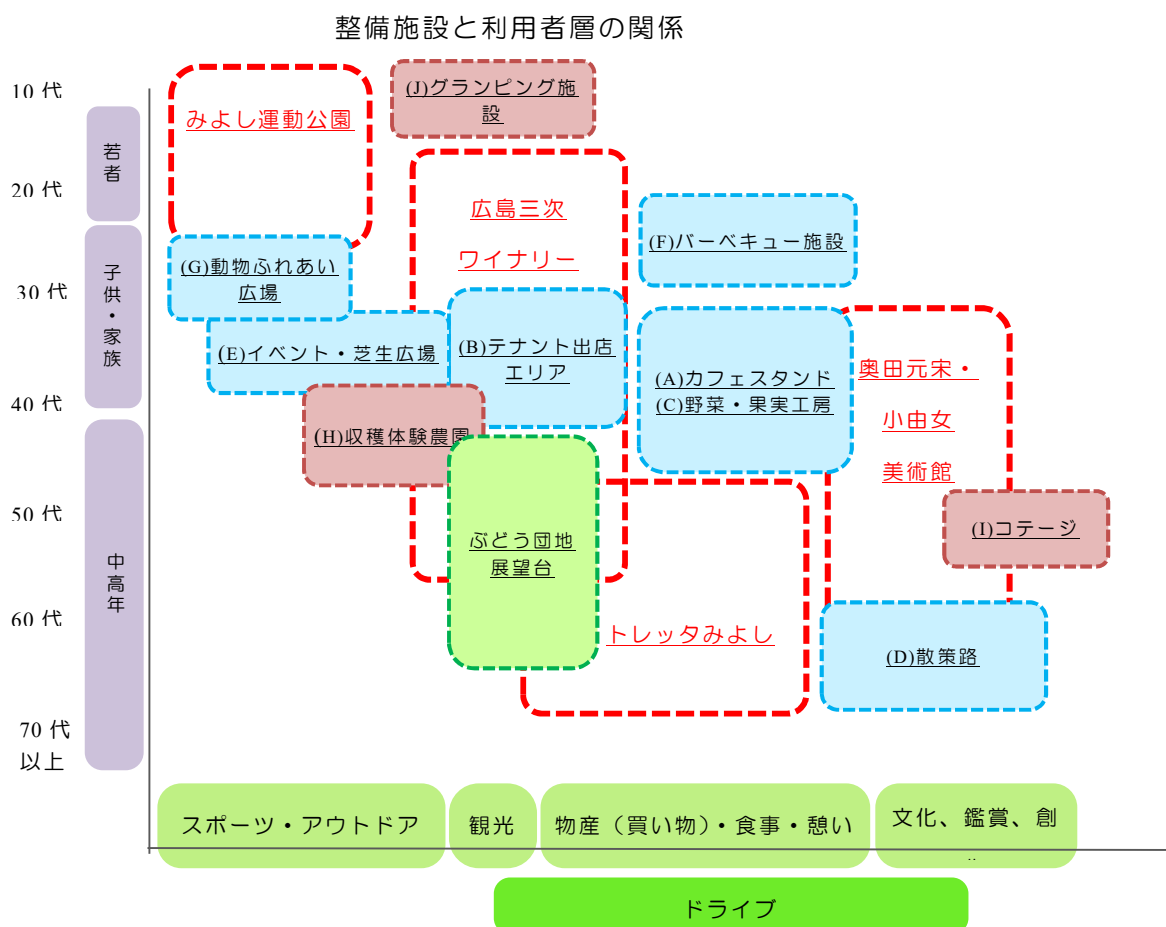 整備施設と利用者層の関係
10 代
若者
20 代
子供・家族
30 代
40 代
中高年
50 代
60 代
70 代
以上
みよし運動公園
(J)グランピング施
設
広島三次
ワイナリー
(F)バーベキュー施設
(G)動物ふれあい
広場
(E)イベント・芝生広場
(B)テナント出店
エリア
(A)カフェスタンド
(C)野菜・果実工房
奥田元宋・
小由女
美術館
(H)収穫体験農園
ぶどう団地
展望台
(I)コテージ
トレッタみよし
(D)散策路
スポーツ・アウトドア
観光
物産（買い物）・食事・憩い
文化、鑑賞、創
ドライブ